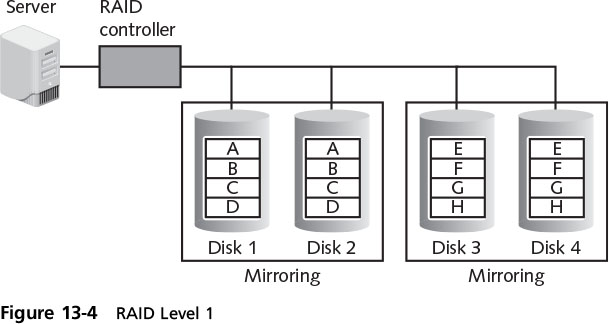 Server
RAID
controller
A
B
C
D
A
B
C
D
E
F
G
H
E
F
G
H
Disk 1
Disk 2
Disk 3
Disk 4
Mirroring
Mirroring
Figure 13-4 RAID Level 1